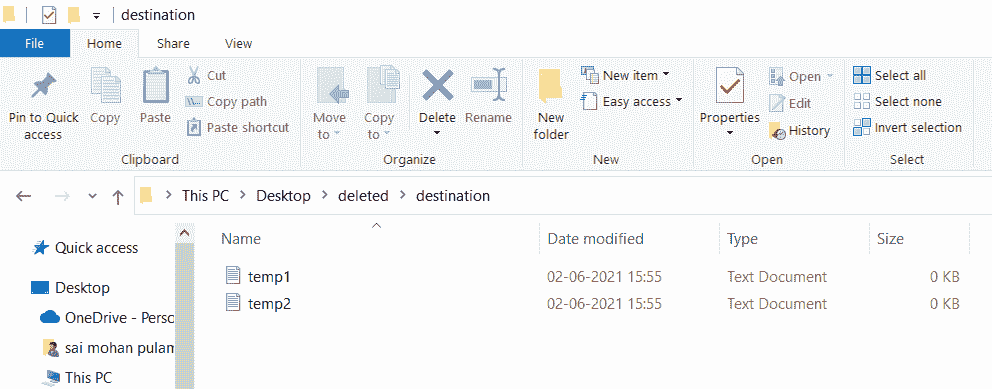 destination
File Home Share View
Pin to Quick access
Copy
Paste
Cut
Copy path
Paste shortcut
Clipboard
Move to
Copy to
Delete
Rename
Organize
New folder
New item
Easy access
New
Properties
Open
Edit
History
Open
Select all
Select none
Invert selection
Select
This PC > Desktop > deleted > destination
Name Date modified Type Size
Quick access
Desktop
OneDrive - Persc
sai mohan pulam
This PC
temp1 02-06-2021 15:55 Text Document 0 KB
temp2 02-06-2021 15:55 Text Document 0 KB